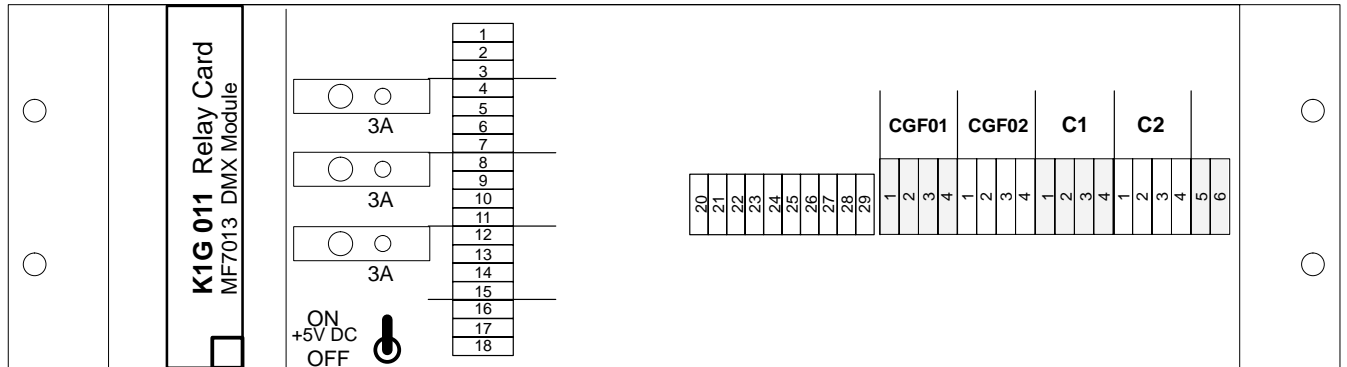 K1G 011 Relay Card
MF7013 DMX Module
3A
3A
3A
ON
+5V DC
OFF
1
2
3
4
5
6
7
8
9
10
11
12
13
14
15
16
17
18
20 21 22 23 24 25 26 27 28 29
CGF01 CGF02 C1 C2
1 2 3 4 1 2 3 4 1 2 3 4 1 2 3 4 5 6